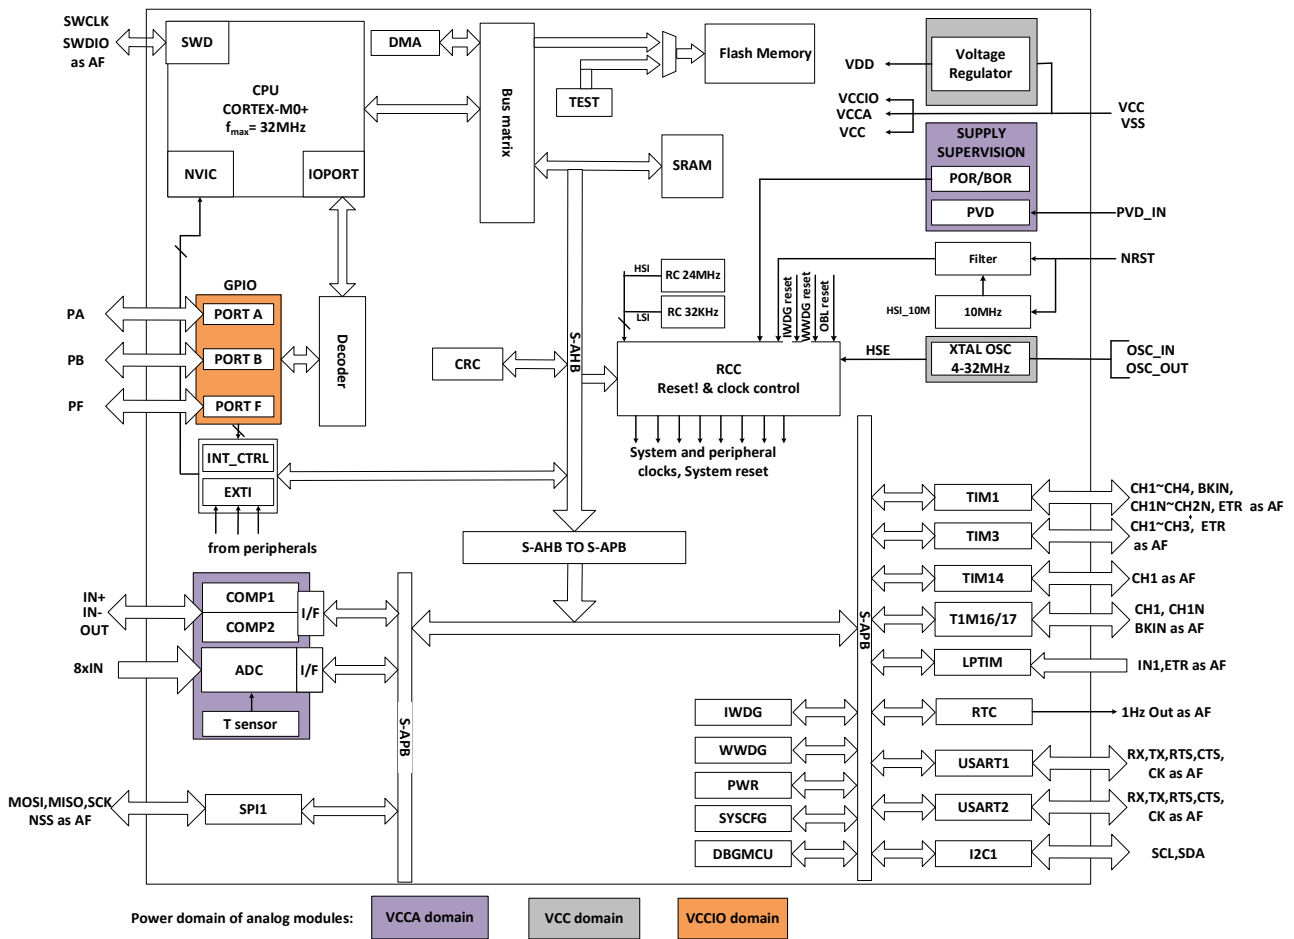 SWCLK
SWDIO
as AF
SWD
CPU
CORTEX-M0+
fmax= 32MHz
NVIC
IOPORT
DMA
Bus matrix
TEST
Flash Memory
SRAM
Voltage
Regulator
VDD
VCCIO
VCCA
VCC
VCC
VSS
SUPPLY
SUPERVISION
POR/BOR
PVD
PVD_IN
Filter
NRST
HSI_10M
10MHz
HSI
RC 24MHz
LSI
RC 32KHz
IWDG reset
WWDG reset
OBL reset
RCC
Reset! & clock control
HSE
XTAL OSC
4-32MHz
OSC_IN
OSC_OUT
System and peripheral
clocks, System reset
GPIO
PA
PORT A
PB
PORT B
PF
PORT F
Decoder
CRC
S-AHB
INT_CTRL
EXTI
from peripherals
S-AHB TO S-APB
IN+
IN-
OUT
COMP1
COMP2
I/F
8xIN
ADC
I/F
T sensor
S-APB
MOSI,MISO,SCK
NSS as AF
SPI1
S-APB
TIM1
CH1~CH4, BKIN,
CH1N~CH2N, ETR as AF
TIM3
CH1~CH3, ETR
as AF
TIM14
CH1 as AF
T1M16/17
CH1, CH1N
BKIN as AF
LPTIM
IN1,ETR as AF
IWDG
RTC
1Hz Out as AF
WWDG
USART1
RX,TX,RTS,CTS,
CK as AF
PWR
SYSCFG
USART2
RX,TX,RTS,CTS,
CK as AF
DBGMCU
I2C1
SCL,SDA
Power domain of analog modules:
VCCA domain
VCC domain
VCCIO domain